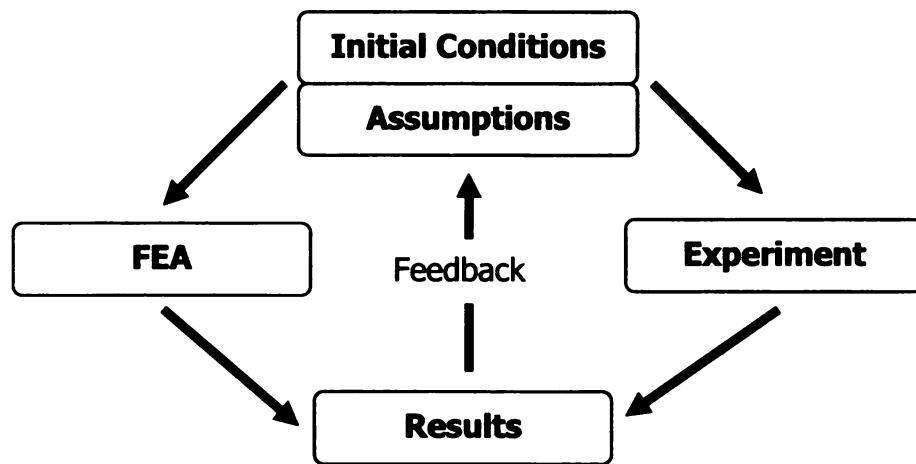 Initial Conditions
Assumptions
FEA
Experiment
Feedback
Results